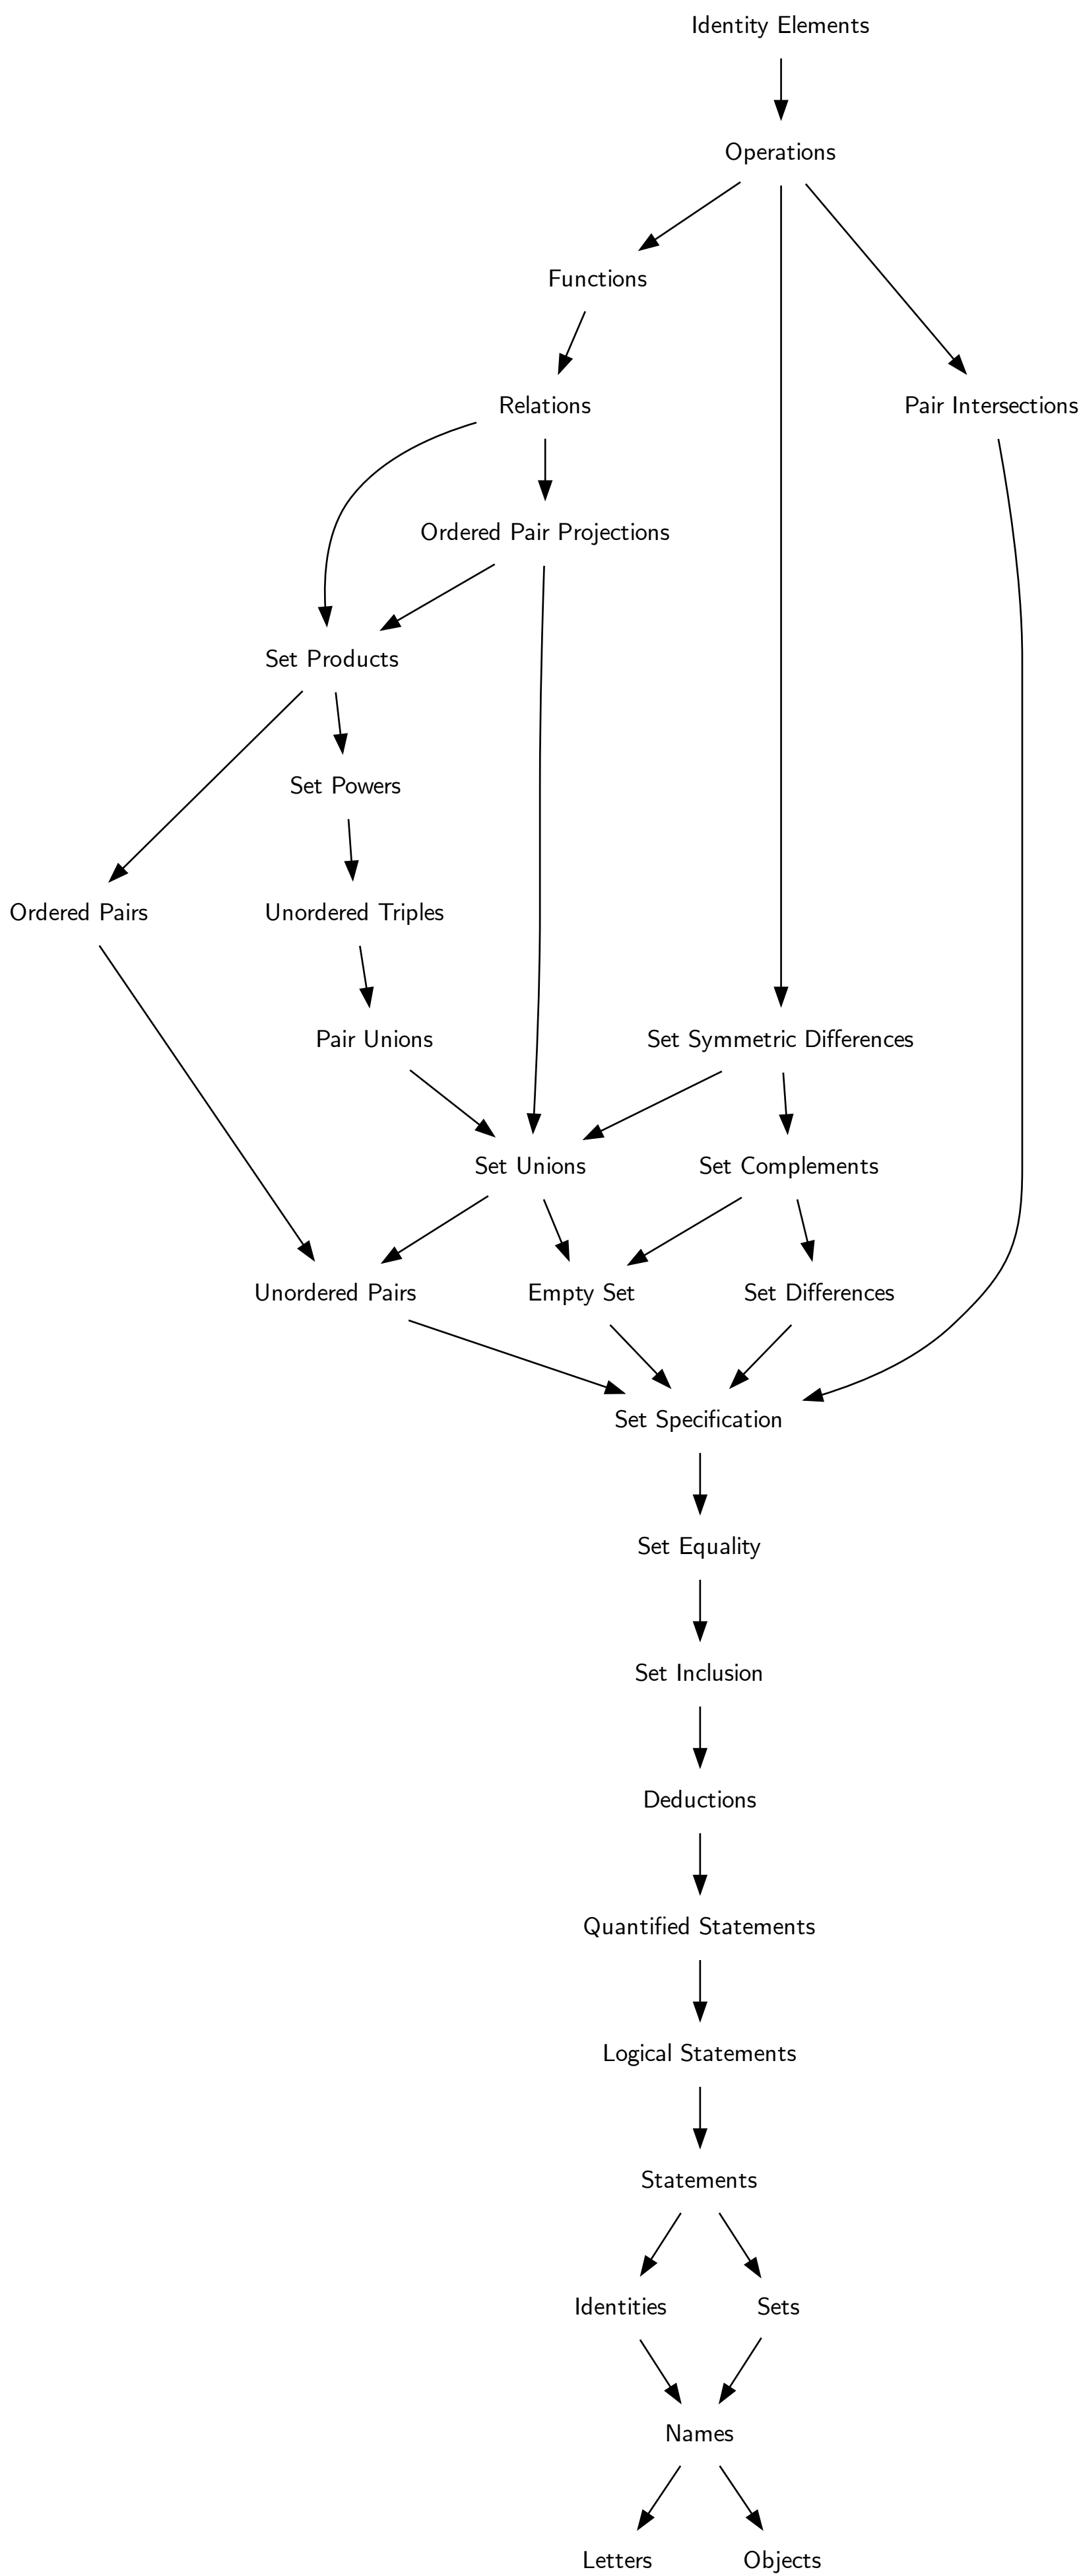 Identity Elements
Operations
Functions
Relations
Pair Intersections
Ordered Pair Projections
Set Products
Set Powers
Ordered Pairs
Unordered Triples
Pair Unions
Set Symmetric Differences
Set Unions
Set Complements
Unordered Pairs
Empty Set
Set Differences
Set Specification
Set Equality
Set Inclusion
Deductions
Quantified Statements
Logical Statements
Statements
Identities
Sets
Names
Letters
Objects